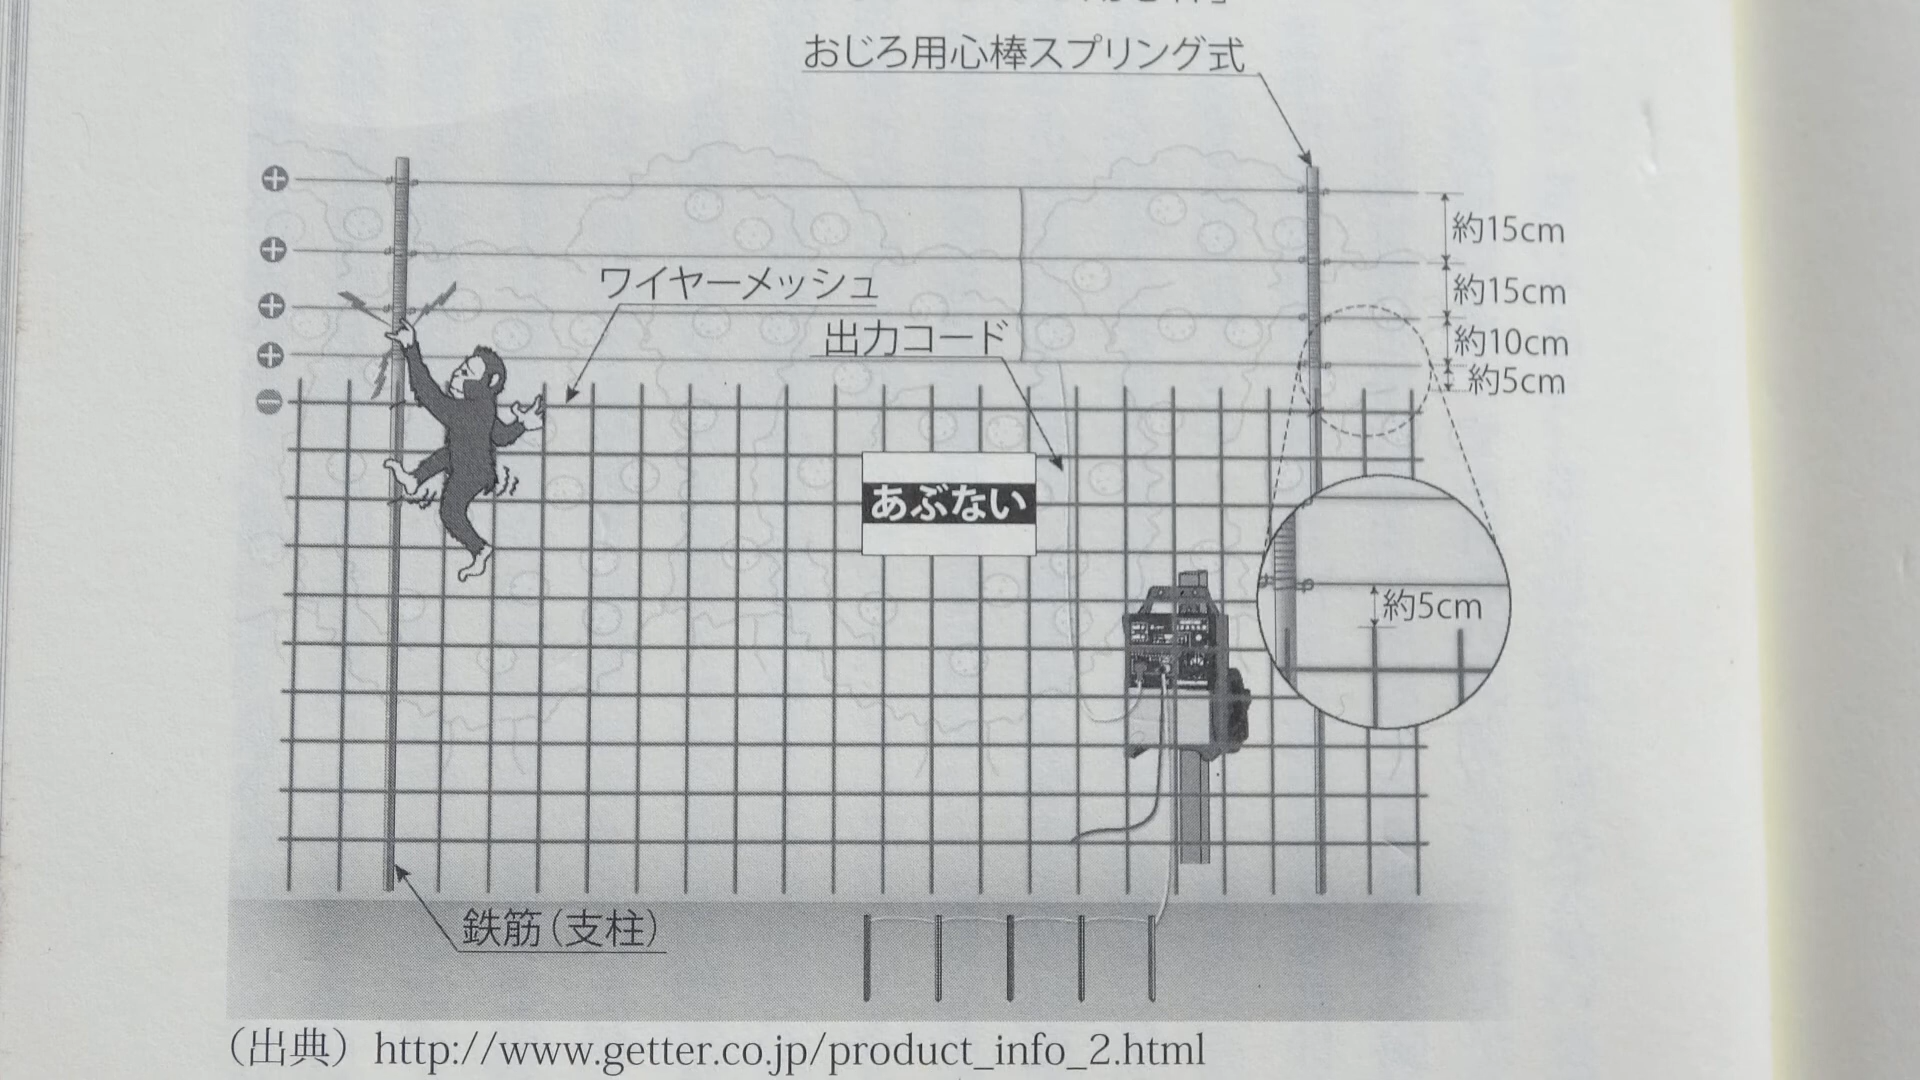 おじろ用心棒スプリング式
約15cm
ワイヤーメッシュ
約15cm
出力コード
約10cm
約5cm
あぶない
約5cm
鉄筋（支柱）
（出典）http://www.getter.co.jp/product_info_2.html